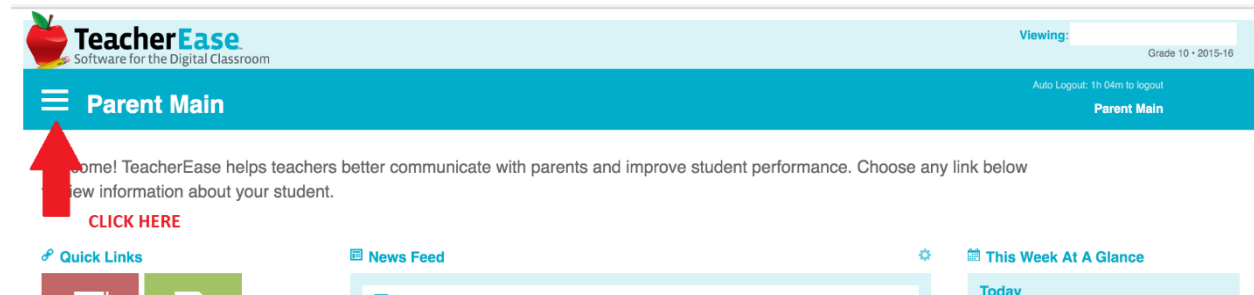 TeacherEase
Software for the Digital Classroom
Viewing:
Grade 10 • 2015-16
Auto Logout: 1h 04m to logout
Parent Main
Parent Main
ome! TeacherEase helps teachers better communicate with parents and improve student performance. Choose any link below
iew information about your student.
CLICK HERE
Quick Links
News Feed
This Week At A Glance
Today